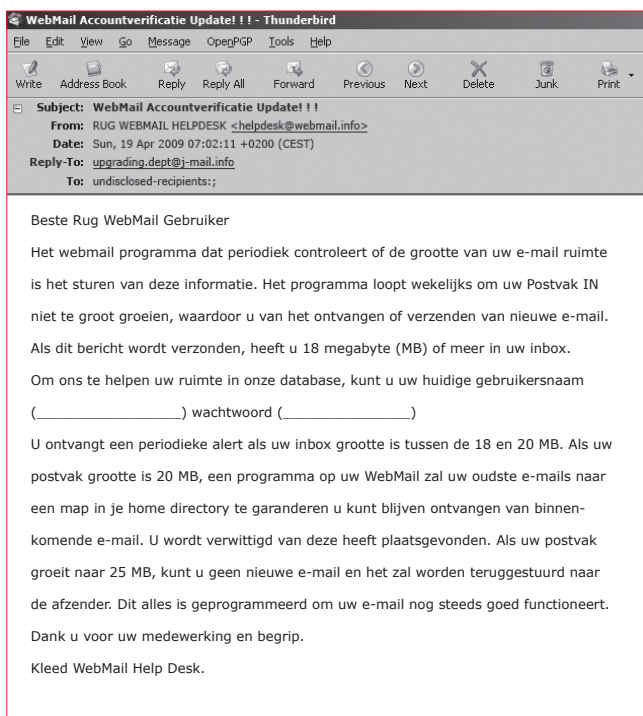 WebMail Accountverificatie Update! ! ! - Thunderbird
File Edit View Go Message OpenPGP Tools Help
Write Address Book Reply Reply All Forward Previous Next Delete Junk Print
Subject: WebMail Accountverificatie Update! ! !
From: RUG WEBMAIL HELPDESK <helpdesk@webmail.info>
Date: Sun, 19 Apr 2009 07:02:11 +0200 (CEST)
Reply-To: upgrading.dept@j-mail.info
To: undisclosed-recipients:;
Beste Rug WebMail Gebruiker
Het webmail programma dat periodiek controleert of de grootte van uw e-mail ruimte
is het sturen van deze informatie. Het programma loopt wekelijks om uw Postvak IN
niet te groot groeien, waardoor u van het ontvangen of verzenden van nieuwe e-mail.
Als dit bericht wordt verzonden, heeft u 18 megabyte (MB) of meer in uw inbox.
Om ons te helpen uw ruimte in onze database, kunt u uw huidige gebruikersnaam
(_________________) wachtwoord (_______________)
U ontvangt een periodieke alert als uw inbox grootte is tussen de 18 en 20 MB. Als uw
postvak grootte is 20 MB, een programma op uw WebMail zal uw oudste e-mails naar
een map in je home directory te garanderen u kunt blijven ontvangen van binnen-
komende e-mail. U wordt verwittigd van deze heeft plaatsgevonden. Als uw postvak
groeit naar 25 MB, kunt u geen nieuwe e-mail en het zal worden teruggestuurd naar
de afzender. Dit alles is geprogrammeerd om uw e-mail nog steeds goed functioneert.
Dank u voor uw medewerking en begrip.
Kleed WebMail Help Desk.